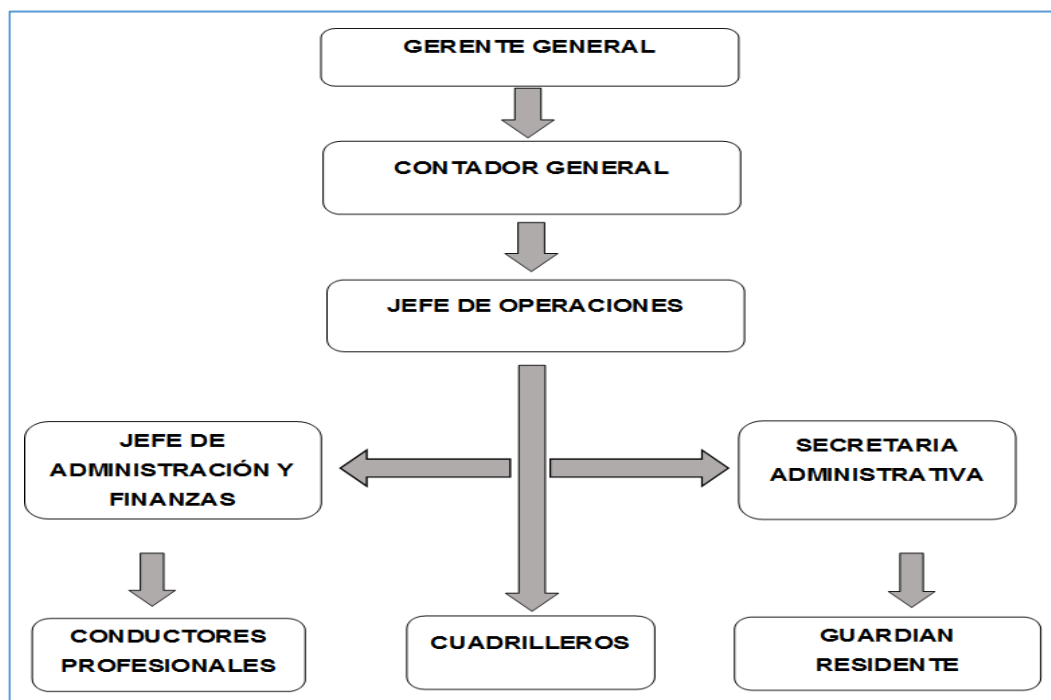 GERENTE GENERAL
CONTADOR GENERAL
JEFE DE OPERACIONES
JEFE DE
ADMINISTRACIÓN Y
FINANZAS
SECRETARIA
ADMINISTRATIVA
CONDUCTORES
PROFESIONALES
CUADRILLEROS
GUARDIAN
RESIDENTE